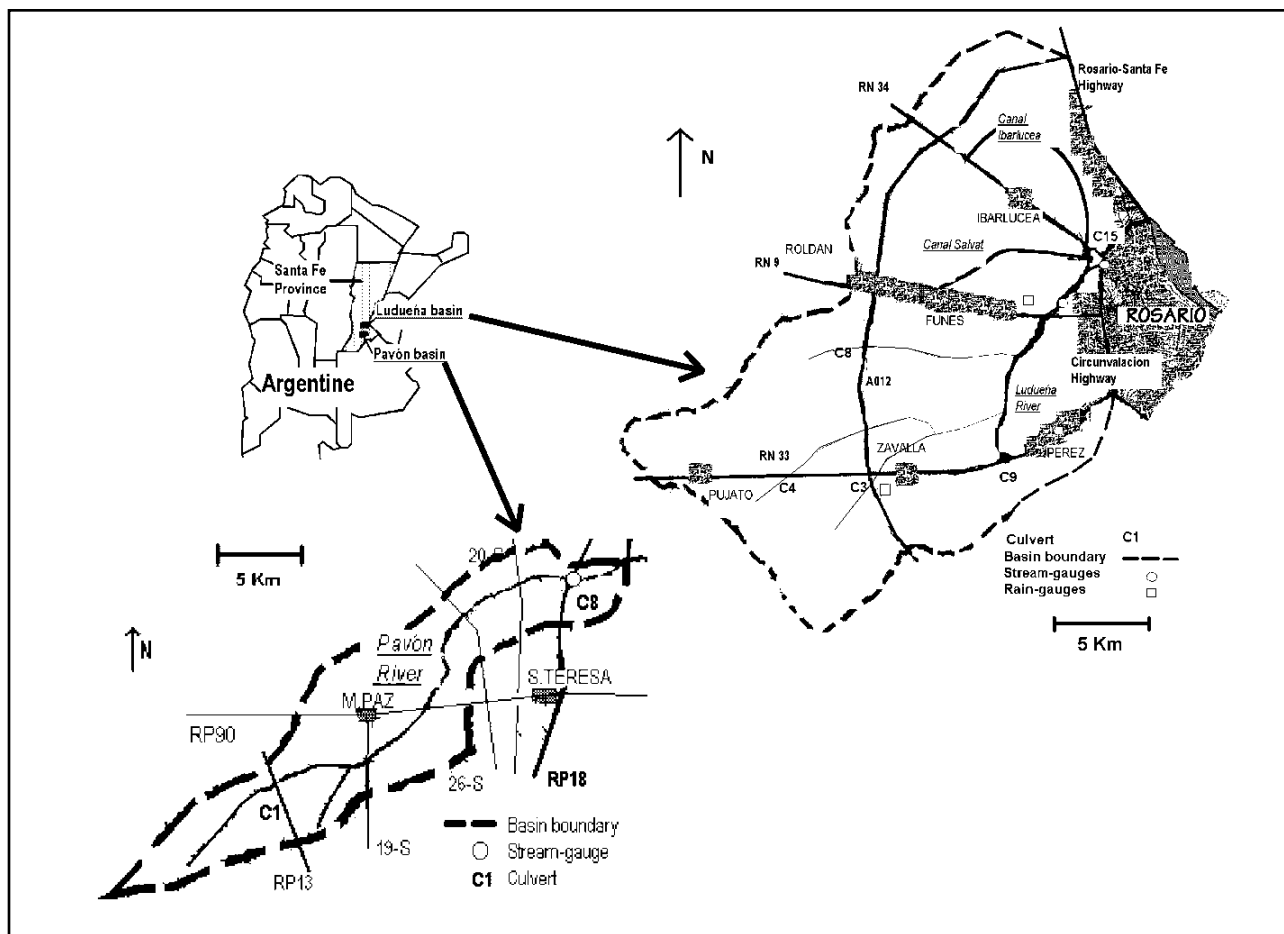 Rosario-Santa Fe
Highway
RN 34
Canal
Ibarlucea
N
IBARLUCEA
C15
ROLDAN
Canal Salvat
RN 9
Santa Fe
Province
Ludueña basin
Pavón basin
Argentine
FUNES
ROSARIO
C8
Circunvalacion
Highway
A012
Ludueña
River
ZAVALLA
RN 33
PEREZ
C9
PUJATO
C4
C3
Culvert C1
Basin boundary
Stream-gauges
Rain-gauges
5 Km
5 Km
20-S
C8
N
Pavón
River
S.TERESA
M.PAZ
RP90
26-S
RP18
C1
19-S
RP13
Basin boundary
Stream-gauge
C1 Culvert